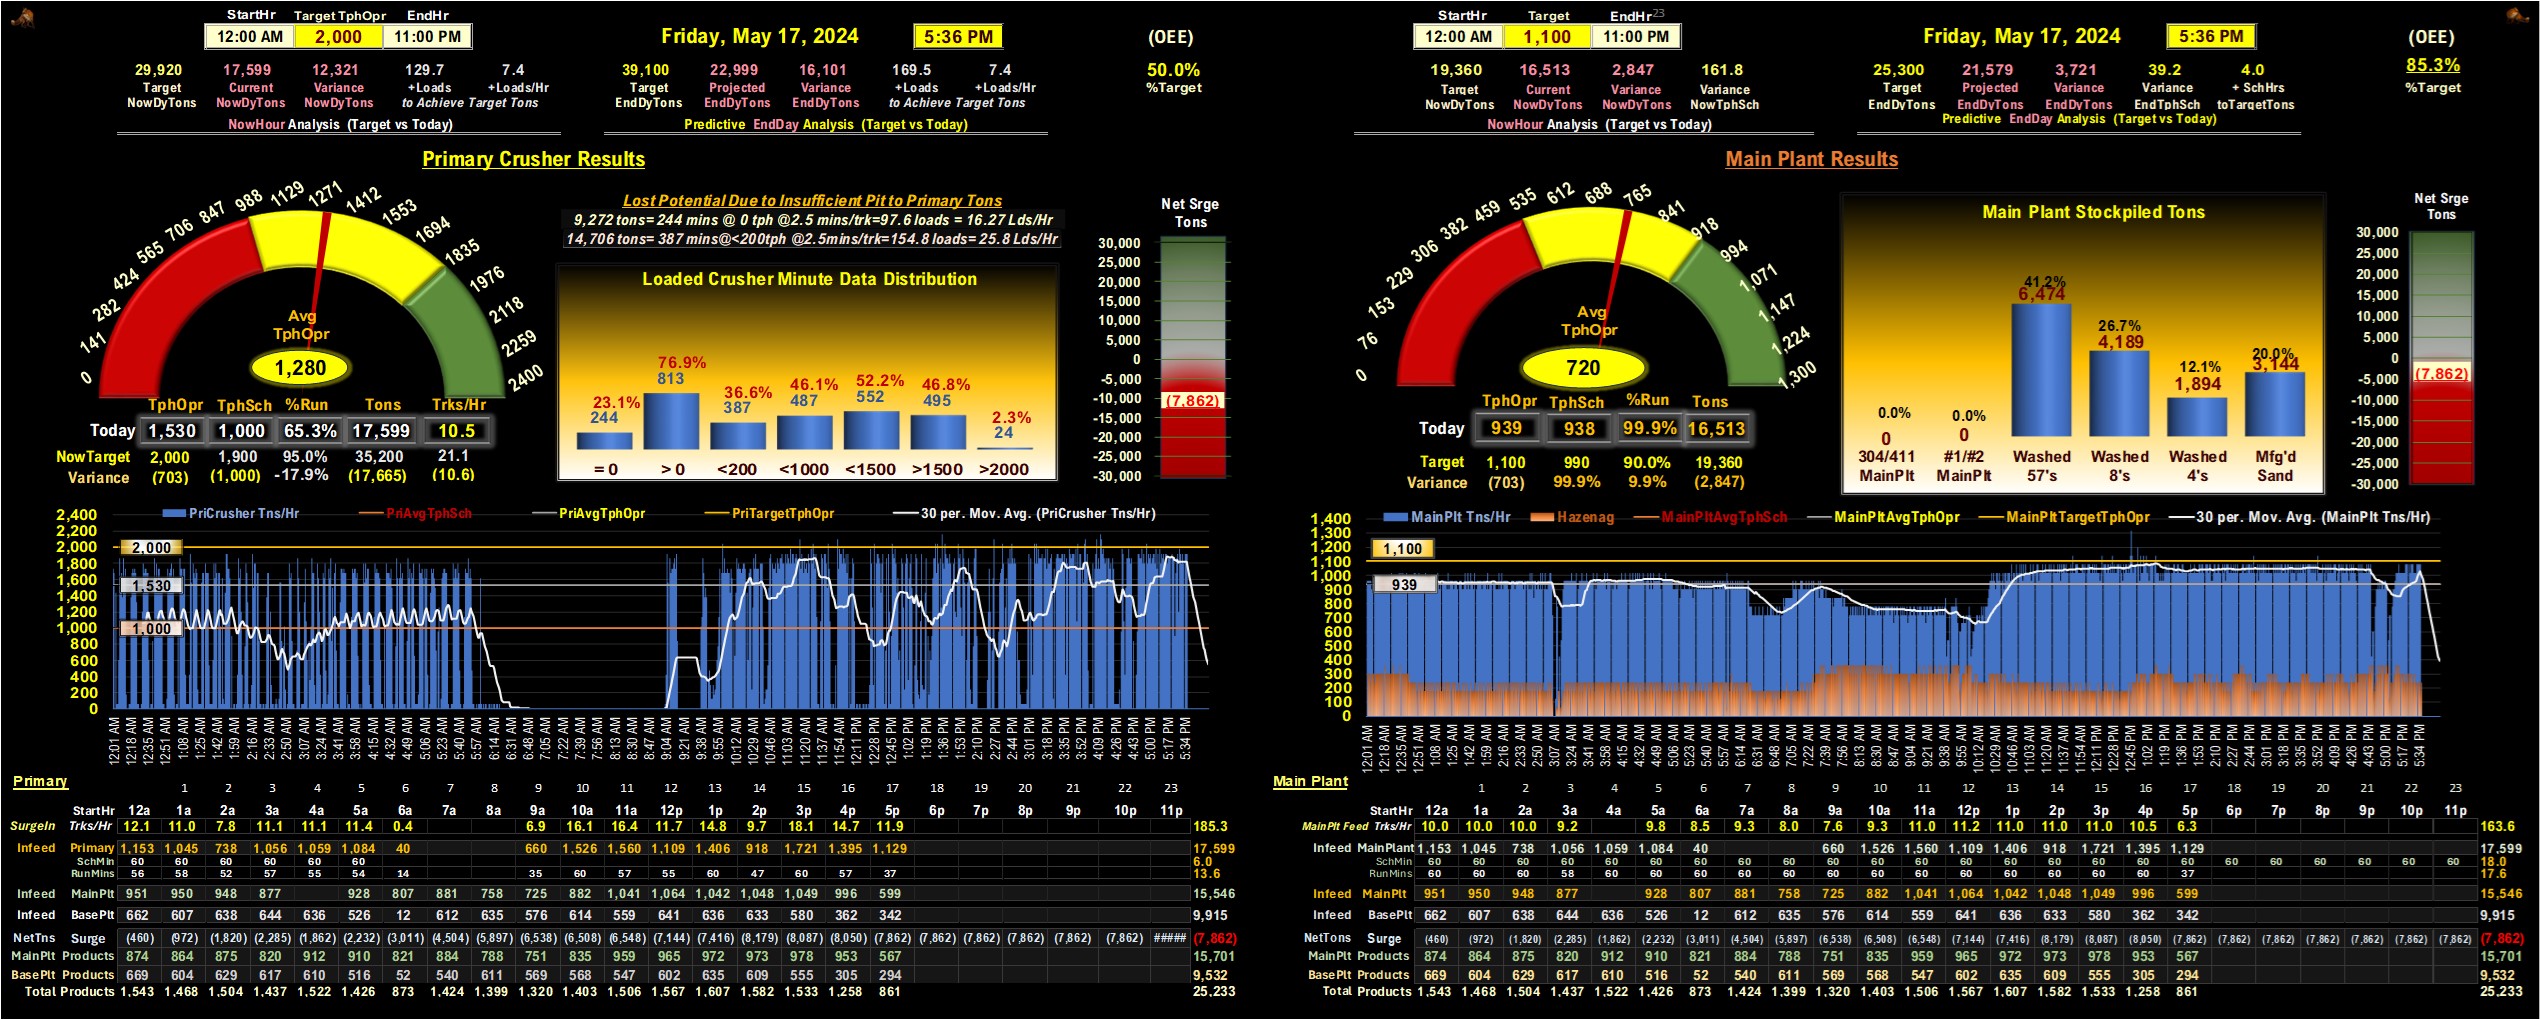 StartHr Target TphOpr EndHr
12:00 AM 2,000 11:00 PM
Friday, May 17, 2024 5:36 PM
(OEE)
50.0%
%Target
29,920 17,599 12,321 129.7 7.4
Target Current Variance +Loads +Loads/Hr
NowDyTons NowDyTons NowDyTons to Achieve Target Tons
NowHour Analysis (Target vs Today)
39,100 22,999 16,101 169.5 7.4
Target Projected Variance +Loads +Loads/Hr
EndDyTons EndDyTons EndDyTons to Achieve Target Tons
Predictive EndDay Analysis (Target vs Today)
Primary Crusher Results
0 141 282 424 565 706 847 988 1129 1271 1412 1553 1694 1835 1976 2118 2259 2400
Avg
TphOpr
1,280
TphOpr TphSch %Run Tons Trks/Hr
Today 1,530 1,000 65.3% 17,599 10.5
NowTarget 2,000 1,900 95.0% 35,200 21.1
Variance (703) (1,000) -17.9% (17,665) (10.6)
Lost Potential Due to Insufficient Pit to Primary Tons
9,272 tons= 244 mins @ 0 tph @2.5 mins/trk=97.6 loads = 16.27 Lds/Hr
14,706 tons= 387 mins@<200tph @2.5mins/trk=154.8 loads= 25.8 Lds/Hr
Loaded Crusher Minute Data Distribution
23.1% 76.9% 36.6% 46.1% 52.2% 46.8% 2.3%
244 813 387 487 552 495 24
= 0 > 0 <200 <1000 <1500 >1500 >2000
Net Srge
Tons
30,000
25,000
20,000
15,000
10,000
5,000
0
-5,000
-10,000
-15,000
-20,000
-25,000
-30,000
(7,862)
PriCrusher Tns/Hr PriAvgTphSch PriAvgTphOpr PriTargetTphOpr 30 per. Mov. Avg. (PriCrusher Tns/Hr)
2,400
2,200
2,000
1,800
1,600
1,400
1,200
1,000
800
600
400
200
0
2,000
1,530
1,000
12:01 AM 12:18 AM 12:35 AM 12:51 AM 1:08 AM 1:25 AM 1:42 AM 1:59 AM 2:16 AM 2:33 AM 2:50 AM 3:07 AM 3:24 AM 3:41 AM 3:58 AM 4:15 AM 4:32 AM 4:49 AM 5:06 AM 5:23 AM 5:40 AM 5:57 AM 6:14 AM 6:31 AM 6:48 AM 7:05 AM 7:22 AM 7:39 AM 7:56 AM 8:13 AM 8:30 AM 8:47 AM 9:04 AM 9:21 AM 9:38 AM 9:55 AM 10:12 AM 10:29 AM 10:46 AM 11:03 AM 11:20 AM 11:37 AM 11:54 AM 12:11 PM 12:28 PM 12:45 PM 1:02 PM 1:19 PM 1:36 PM 1:53 PM 2:10 PM 2:27 PM 2:44 PM 3:01 PM 3:18 PM 3:35 PM 3:52 PM 4:09 PM 4:26 PM 4:43 PM 5:00 PM 5:17 PM 5:34 PM
Primary
1 2 3 4 5 6 7 8 9 10 11 12 13 14 15 16 17 18 19 20 21 22 23
StartHr 12a 1a 2a 3a 4a 5a 6a 7a 8a 9a 10a 11a 12p 1p 2p 3p 4p 5p 6p 7p 8p 9p 10p 11p
SurgeIn Trks/Hr 12.1 11.0 7.8 11.1 11.1 11.4 0.4 6.9 16.1 16.4 11.7 14.8 9.7 18.1 14.7 11.9 185.3
Infeed Primary 1,153 1,045 738 1,056 1,059 1,084 40 660 1,526 1,560 1,109 1,406 918 1,721 1,395 1,129 17,599
SchMin 60 60 60 60 60 60 6.0
RunMins 56 58 52 57 55 54 14 35 60 57 55 60 47 60 57 37 13.6
Infeed MainPlt 951 950 948 877 928 807 881 758 725 882 1,041 1,064 1,042 1,048 1,049 996 599 15,546
Infeed BasePlt 662 607 638 644 636 526 12 612 635 576 614 559 641 636 633 580 362 342 9,915
NetTns Surge (460) (972) (1,820) (2,285) (1,862) (2,232) (3,011) (4,504) (5,897) (6,538) (6,508) (6,548) (7,144) (7,416) (8,179) (8,087) (8,050) (7,862) (7,862) (7,862) (7,862) (7,862) (7,862) ##### (7,862)
MainPlt Products 874 864 875 820 912 910 821 884 788 751 835 959 965 972 973 978 953 567 15,701
BasePlt Products 669 604 629 617 610 516 52 540 611 569 568 547 602 635 609 555 305 294 9,532
Total Products 1,543 1,468 1,504 1,437 1,522 1,426 873 1,424 1,399 1,320 1,403 1,506 1,567 1,607 1,582 1,533 1,258 861 25,233
StartHr Target EndHr 23
12:00 AM 1,100 11:00 PM
Friday, May 17, 2024 5:36 PM
(OEE)
85.3%
%Target
19,360 16,513 2,847 161.8
Target Current Variance Variance
NowDyTons NowDyTons NowDyTons NowTphSch
NowHour Analysis (Target vs Today)
25,300 21,579 3,721 39.2 4.0
Target Projected Variance Variance + SchHrs
EndDyTons EndDyTons EndDyTons EndTphSch toTargetTons
Predictive EndDay Analysis (Target vs Today)
Main Plant Results
0 76 153 229 306 382 459 535 612 688 765 841 918 994 1,071 1,147 1,224 1,300
Avg
TphOpr
720
TphOpr TphSch %Run Tons
Today 939 938 99.9% 16,513
Target 1,100 990 90.0% 19,360
Variance (703) 99.9% 9.9% (2,847)
Main Plant Stockpiled Tons
0.0% 0.0% 41.2% 26.7% 12.1% 20.0%
0 0 6,474 4,189 1,894 3,144
304/411 #1/#2 Washed Washed Washed Mfg'd
MainPlt MainPlt 57's 8's 4's Sand
Net Srge
Tons
30,000
25,000
20,000
15,000
10,000
5,000
0
-5,000
-10,000
-15,000
-20,000
-25,000
-30,000
(7,862)
MainPlt Tns/Hr Hazenag MainPltAvgTphSch MainPltAvgTphOpr MainPltTargetTphOpr 30 per. Mov. Avg. (MainPlt Tns/Hr)
1,400
1,300
1,200
1,100
1,000
900
800
700
600
500
400
300
200
100
0
1,100
939
12:01 AM 12:18 AM 12:35 AM 12:51 AM 1:08 AM 1:25 AM 1:42 AM 1:59 AM 2:16 AM 2:33 AM 2:50 AM 3:07 AM 3:24 AM 3:41 AM 3:58 AM 4:15 AM 4:32 AM 4:49 AM 5:06 AM 5:23 AM 5:40 AM 5:57 AM 6:14 AM 6:31 AM 6:48 AM 7:05 AM 7:22 AM 7:39 AM 7:56 AM 8:13 AM 8:30 AM 8:47 AM 9:04 AM 9:21 AM 9:38 AM 9:55 AM 10:12 AM 10:29 AM 10:46 AM 11:03 AM 11:20 AM 11:37 AM 11:54 AM 12:11 PM 12:28 PM 12:45 PM 1:02 PM 1:19 PM 1:36 PM 1:53 PM 2:10 PM 2:27 PM 2:44 PM 3:01 PM 3:18 PM 3:35 PM 3:52 PM 4:09 PM 4:26 PM 4:43 PM 5:00 PM 5:17 PM 5:34 PM
Main Plant
1 2 3 4 5 6 7 8 9 10 11 12 13 14 15 16 17 18 19 20 21 22 23
StartHr 12a 1a 2a 3a 4a 5a 6a 7a 8a 9a 10a 11a 12p 1p 2p 3p 4p 5p 6p 7p 8p 9p 10p 11p
MainPlt Feed Trks/Hr 10.0 10.0 10.0 9.2 9.8 8.5 9.3 8.0 7.6 9.3 11.0 11.2 11.0 11.0 11.0 10.5 6.3 163.6
Infeed MainPlant 1,153 1,045 738 1,056 1,059 1,084 40 660 1,526 1,560 1,109 1,406 918 1,721 1,395 1,129 17,599
SchMin 60 60 60 60 60 60 60 60 60 60 60 60 60 60 60 60 60 60 60 60 60 60 60 60 18.0
RunMins 60 60 60 58 60 60 60 60 60 60 60 60 60 60 60 60 37 17.6
Infeed MainPlt 951 950 948 877 928 807 881 758 725 882 1,041 1,064 1,042 1,048 1,049 996 599 15,546
Infeed BasePlt 662 607 638 644 636 526 12 612 635 576 614 559 641 636 633 580 362 342 9,915
NetTons Surge (460) (972) (1,820) (2,285) (1,862) (2,232) (3,011) (4,504) (5,897) (6,538) (6,508) (6,548) (7,144) (7,416) (8,179) (8,087) (8,050) (7,862) (7,862) (7,862) (7,862) (7,862) (7,862) (7,862) (7,862)
MainPlt Products 874 864 875 820 912 910 821 884 788 751 835 959 965 972 973 978 953 567 15,701
BasePlt Products 669 604 629 617 610 516 52 540 611 569 568 547 602 635 609 555 305 294 9,532
Total Products 1,543 1,468 1,504 1,437 1,522 1,426 873 1,424 1,399 1,320 1,403 1,506 1,567 1,607 1,582 1,533 1,258 861 25,233